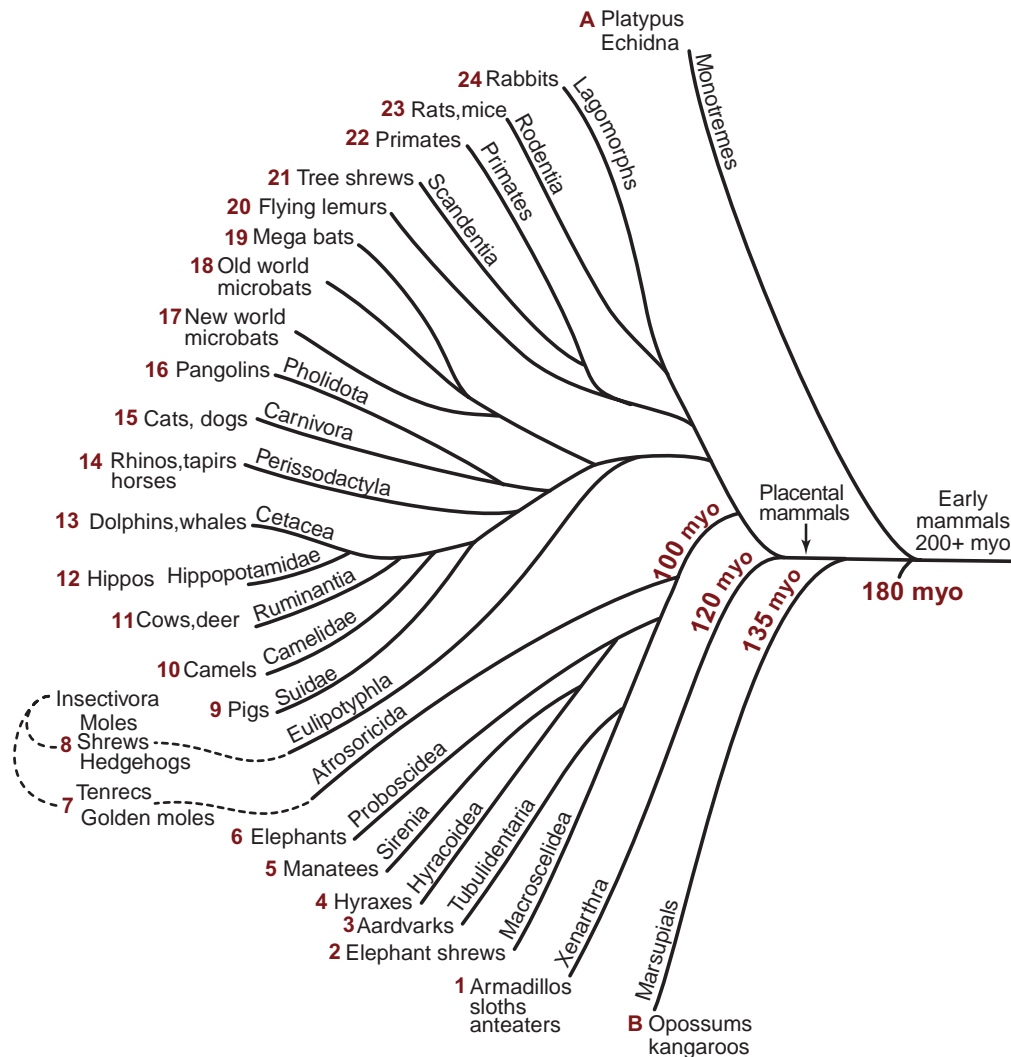 A Platypus
Echidna
Monotremes
24 Rabbits
Lagomorphs
23 Rats,mice
Rodentia
22 Primates
Primates
21 Tree shrews
Scandentia
20 Flying lemurs
19 Mega bats
18 Old world
microbats
17 New world
microbats
16 Pangolins
Pholidota
15 Cats, dogs
Carnivora
14 Rhinos,tapirs
horses
Perissodactyla
13 Dolphins,whales
Cetacea
12 Hippos
Hippopotamidae
11 Cows,deer
Ruminantia
10 Camels
Camelidae
9 Pigs
Suidae
Insectivora
Moles
8 Shrews
Hedgehogs
Eulipotyphla
7 Tenrecs
Golden moles
Afrosoricida
6 Elephants
Proboscidea
5 Manatees
Sirenia
4 Hyraxes
Hyracoidea
3 Aardvarks
Tubulidentaria
2 Elephant shrews
Macroscelidea
1 Armadillos
sloths
anteaters
Xenarthra
B Opossums
kangaroos
Marsupials
100 myo
120 myo
135 myo
Placental
mammals
180 myo
Early
mammals
200+ myo